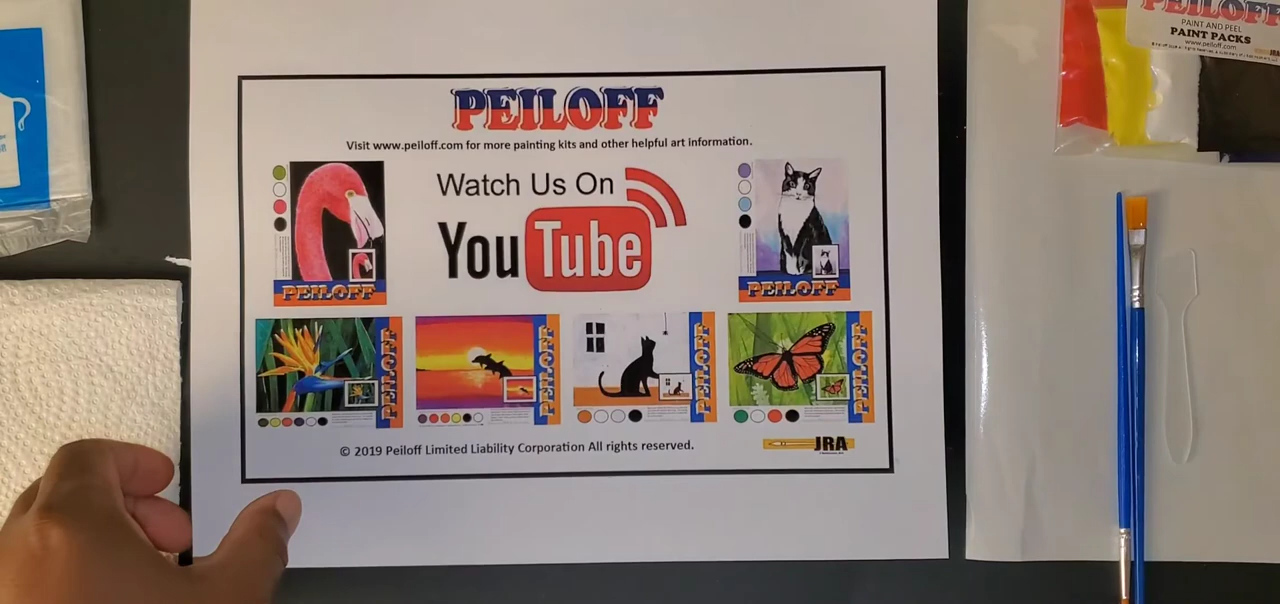 PEILOFF
Visit www.peiloff.com for more painting kits and other helpful art information.
Watch Us On
YouTube
PEILOFF
PEILOFF
PEILOFF
PEILOFF
PEILOFF
PEILOFF
© 2019 Peiloff Limited Liability Corporation All rights reserved.
JRA
PEILOFF
PAINT AND PEEL
PAINT PACKS
www.peiloff.com
JRA